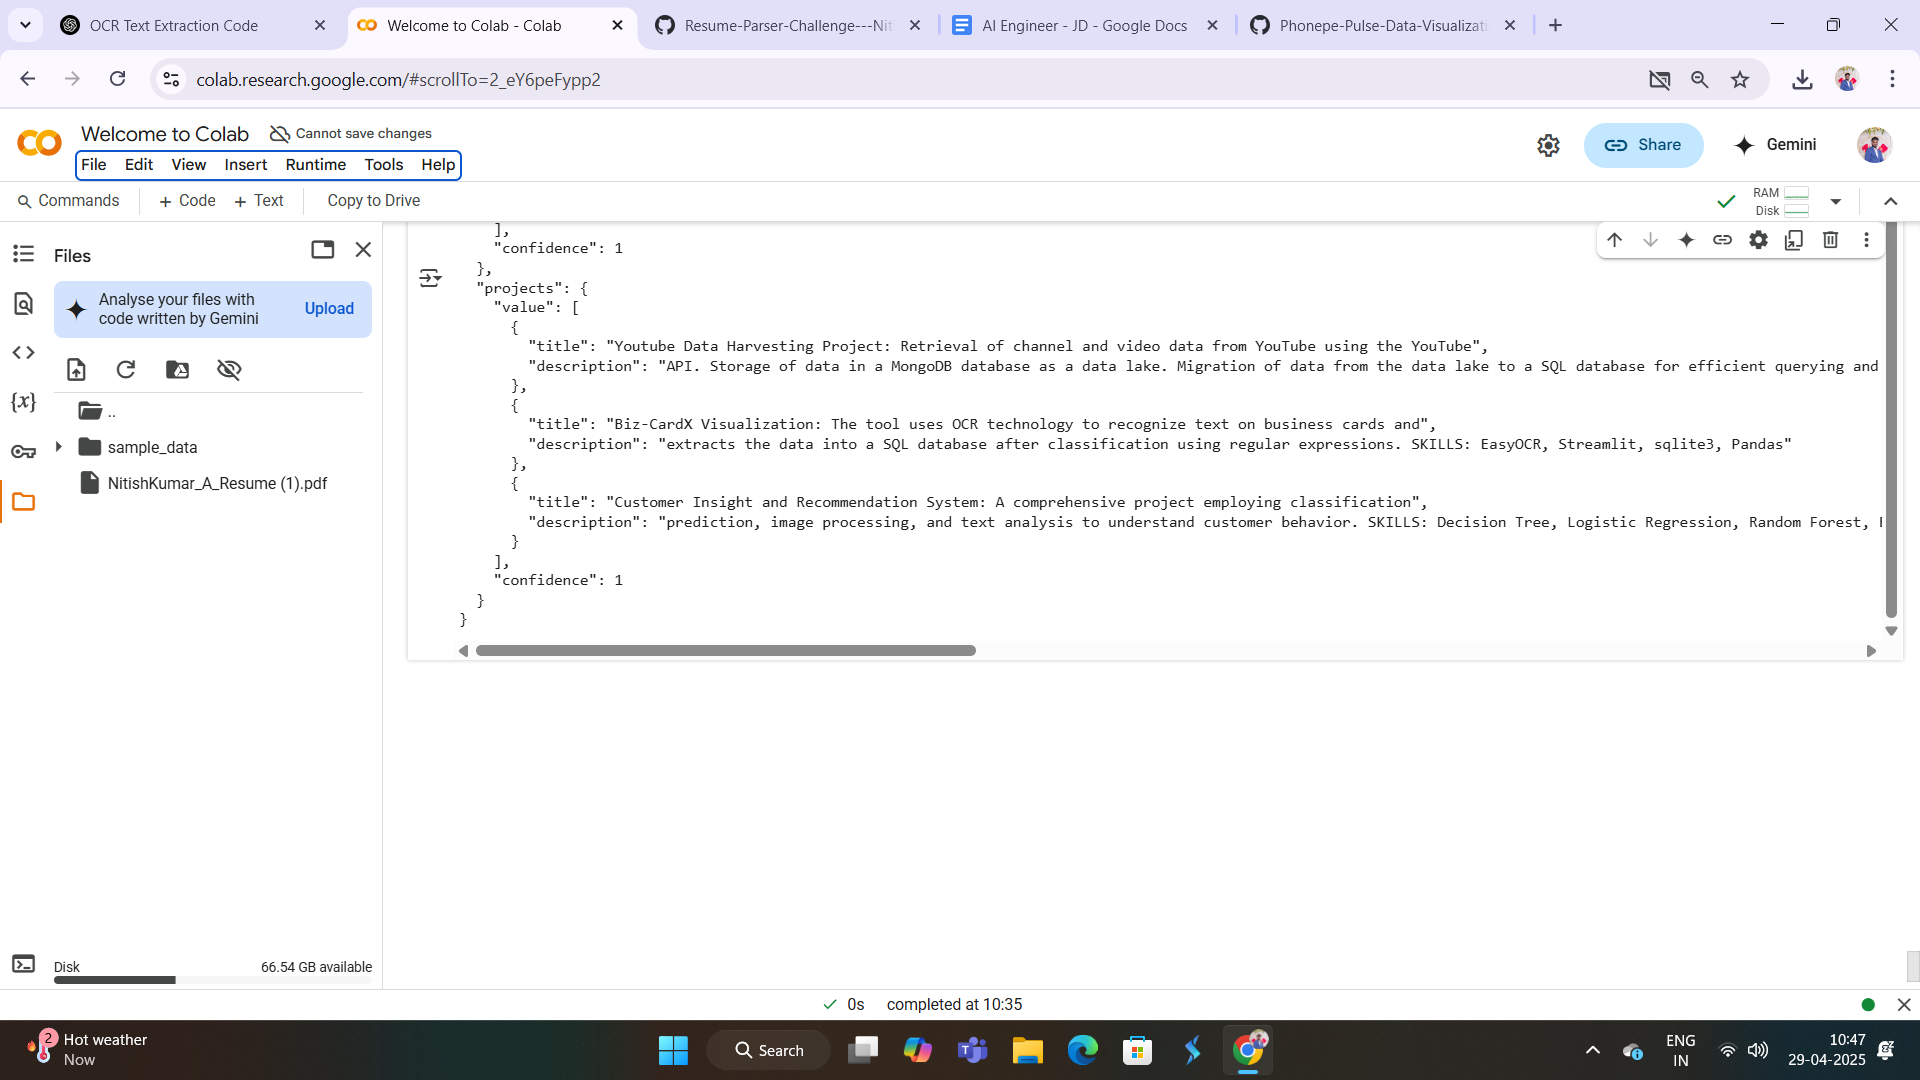 OCR Text Extraction Code
Welcome to Colab - Colab
Resume-Parser-Challenge---Nit
AI Engineer - JD - Google Docs
Phonepe-Pulse-Data-Visualizati
colab.research.google.com/#scrollTo=2_eY6peFypp2
Welcome to Colab
Cannot save changes
File Edit View Insert Runtime Tools Help
Share
Gemini
Commands
+ Code + Text
Copy to Drive
RAM
Disk
Files
Analyse your files with
code written by Gemini
Upload
..
sample_data
NitishKumar_A_Resume (1).pdf
Disk
66.54 GB available
],
"confidence": 1
},
"projects": {
"value": [
{
"title": "Youtube Data Harvesting Project: Retrieval of channel and video data from YouTube using the YouTube",
"description": "API. Storage of data in a MongoDB database as a data lake. Migration of data from the data lake to a SQL database for efficient querying and
},
{
"title": "Biz-CardX Visualization: The tool uses OCR technology to recognize text on business cards and",
"description": "extracts the data into a SQL database after classification using regular expressions. SKILLS: EasyOCR, Streamlit, sqlite3, Pandas"
},
{
"title": "Customer Insight and Recommendation System: A comprehensive project employing classification",
"description": "prediction, image processing, and text analysis to understand customer behavior. SKILLS: Decision Tree, Logistic Regression, Random Forest,
}
],
"confidence": 1
}
}
0s completed at 10:35
2
Hot weather
Now
Search
ENG
IN
10:47
29-04-2025